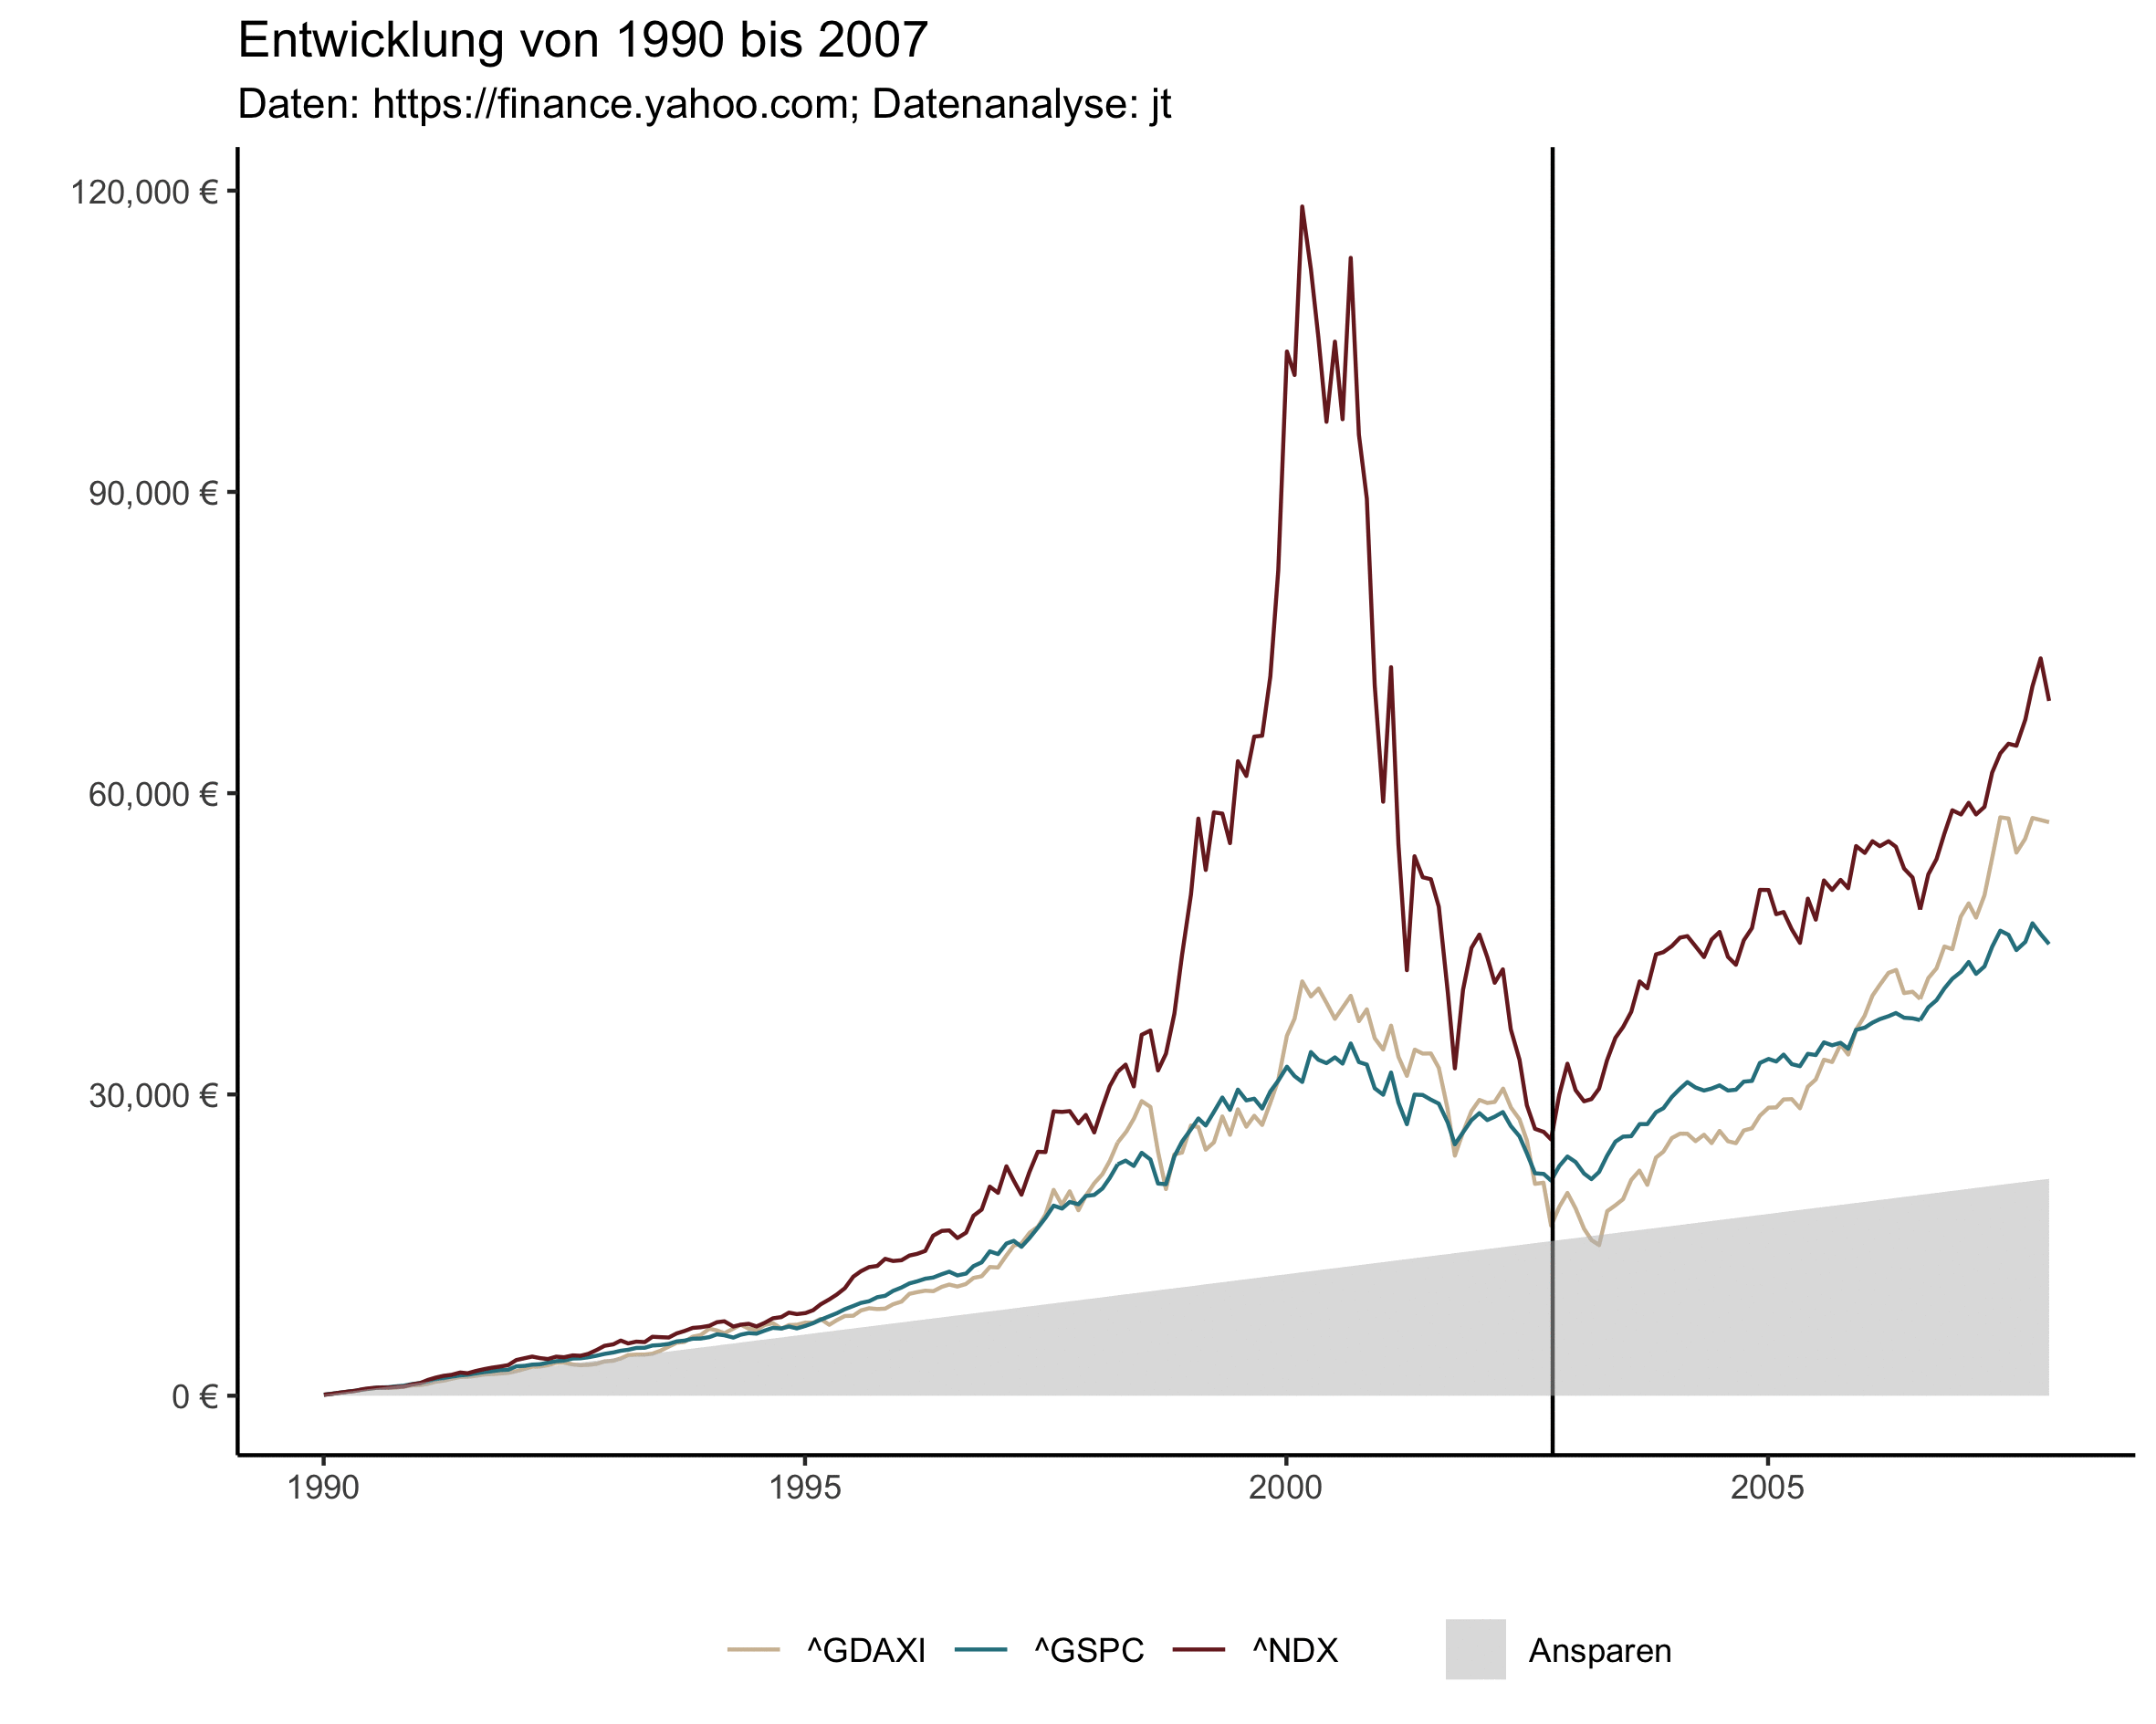 Entwicklung von 1990 bis 2007
Daten: https://finance.yahoo.com; Datenanalyse: jt
120,000 €
90,000 €
60,000 €
30,000 €
0 €
1990 1995 2000 2005
^GDAXI ^GSPC ^NDX Ansparen